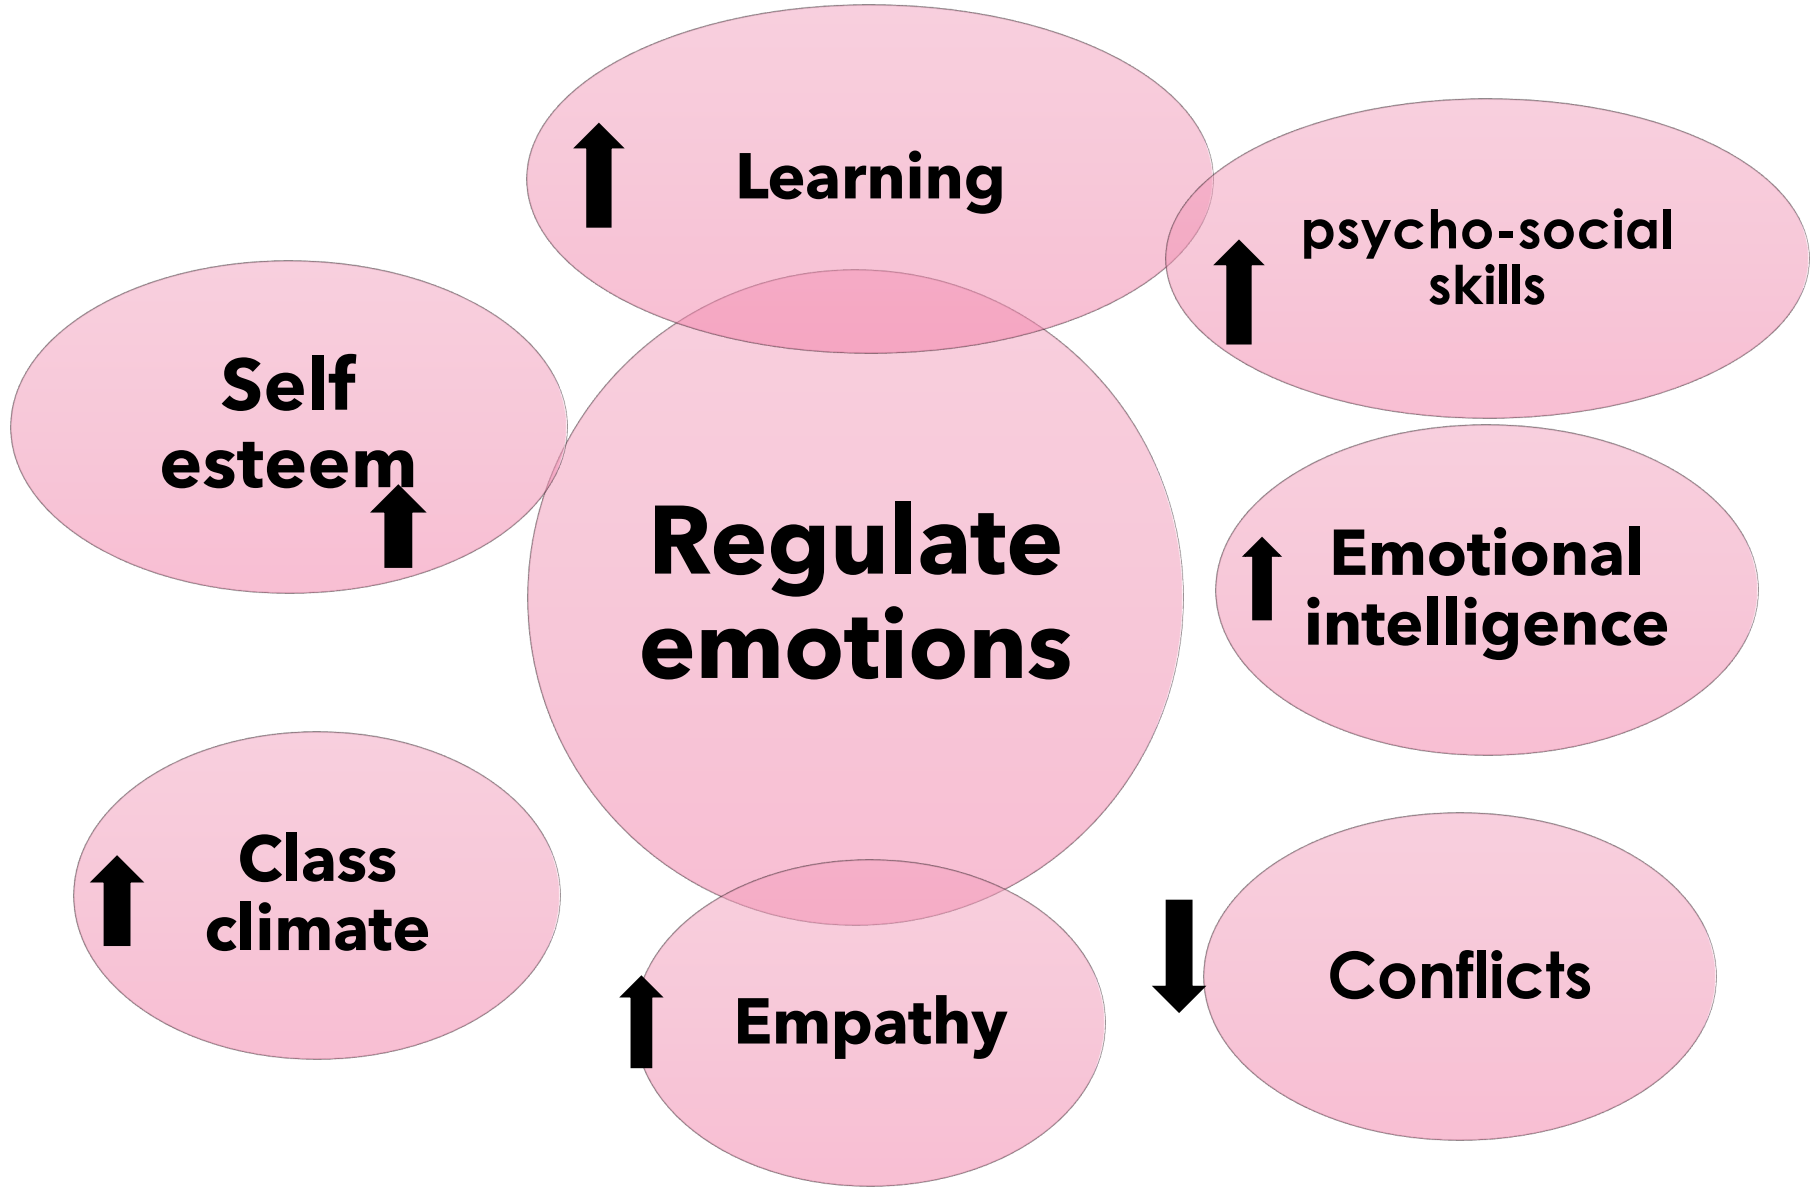 Learning
psycho-social
skills
Self
esteem
Regulate
emotions
Emotional
intelligence
Class
climate
Empathy
Conflicts